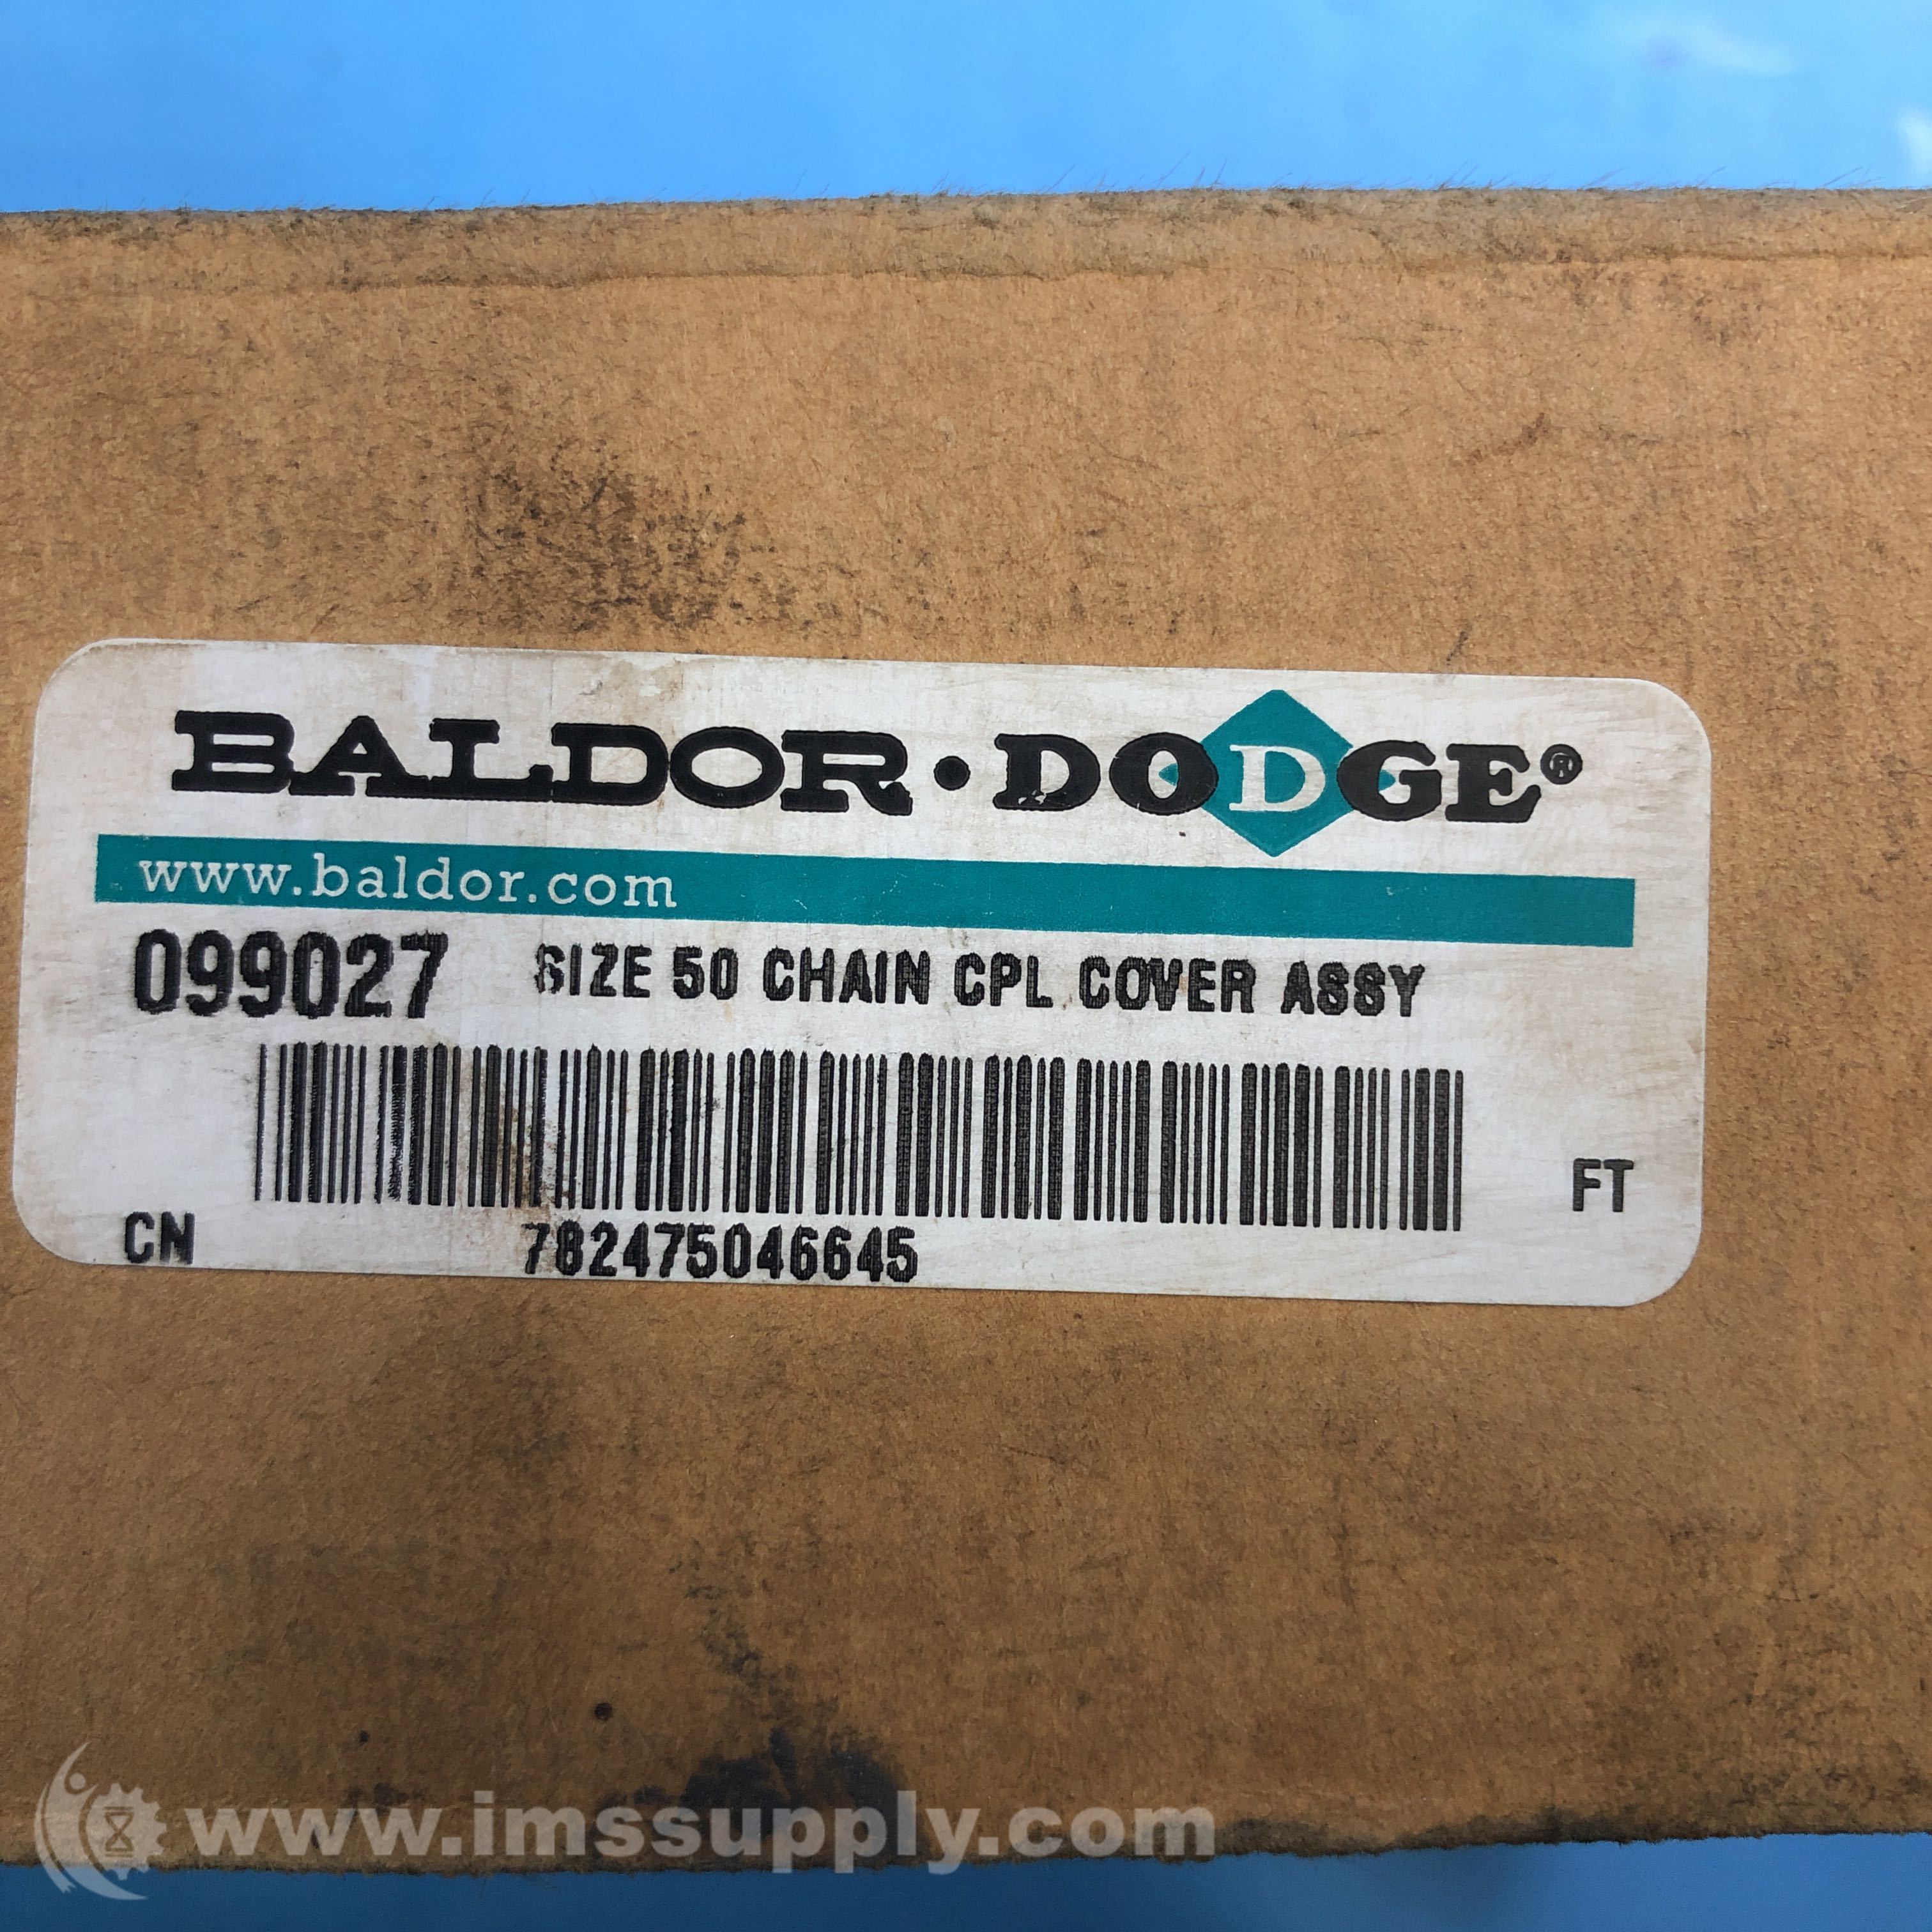 BALDOR•DODGE®
www.baldor.com
099027 SIZE 50 CHAIN CPL COVER ASSY
FT
CN 782475046645
www.imssupply.com